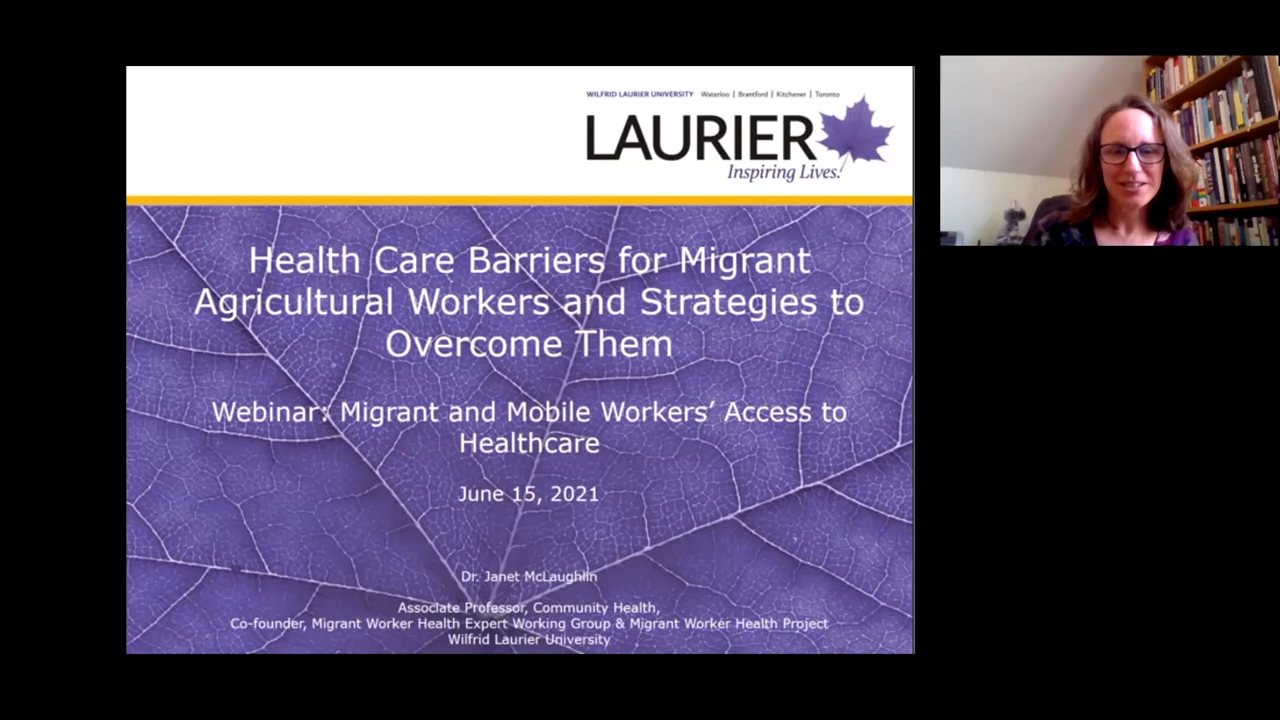 WILFRID LAURIER UNIVERSITY Waterloo | Brantford | Kitchener | Toronto
LAURIER
Inspiring Lives.
Health Care Barriers for Migrant
Agricultural Workers and Strategies to
Overcome Them
Webinar: Migrant and Mobile Workers’ Access to
Healthcare
June 15, 2021
Dr. Janet McLaughlin
Associate Professor, Community Health,
Co-founder, Migrant Worker Health Expert Working Group & Migrant Worker Health Project
Wilfrid Laurier University